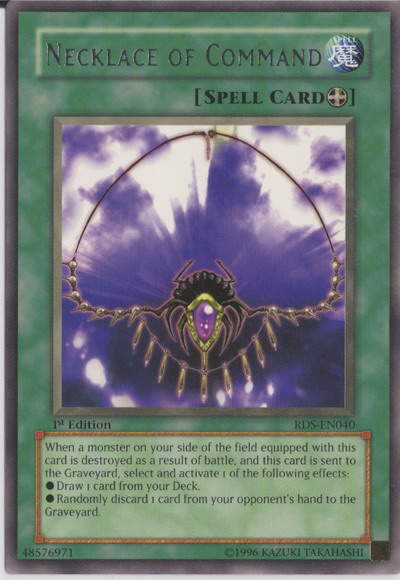 NECKLACE OF COMMAND
SPELL
魔
[SPELL CARD]
1st Edition
RDS-EN040
When a monster on your side of the field equipped with
this card is destroyed as a result of battle, and this card is sent to
the Graveyard, select and activate 1 of the following effects:
●Draw 1 card from your Deck.
●Randomly discard 1 card from your opponent's hand to the
Graveyard.
48576971
©1996 KAZUKI TAKAHASHI